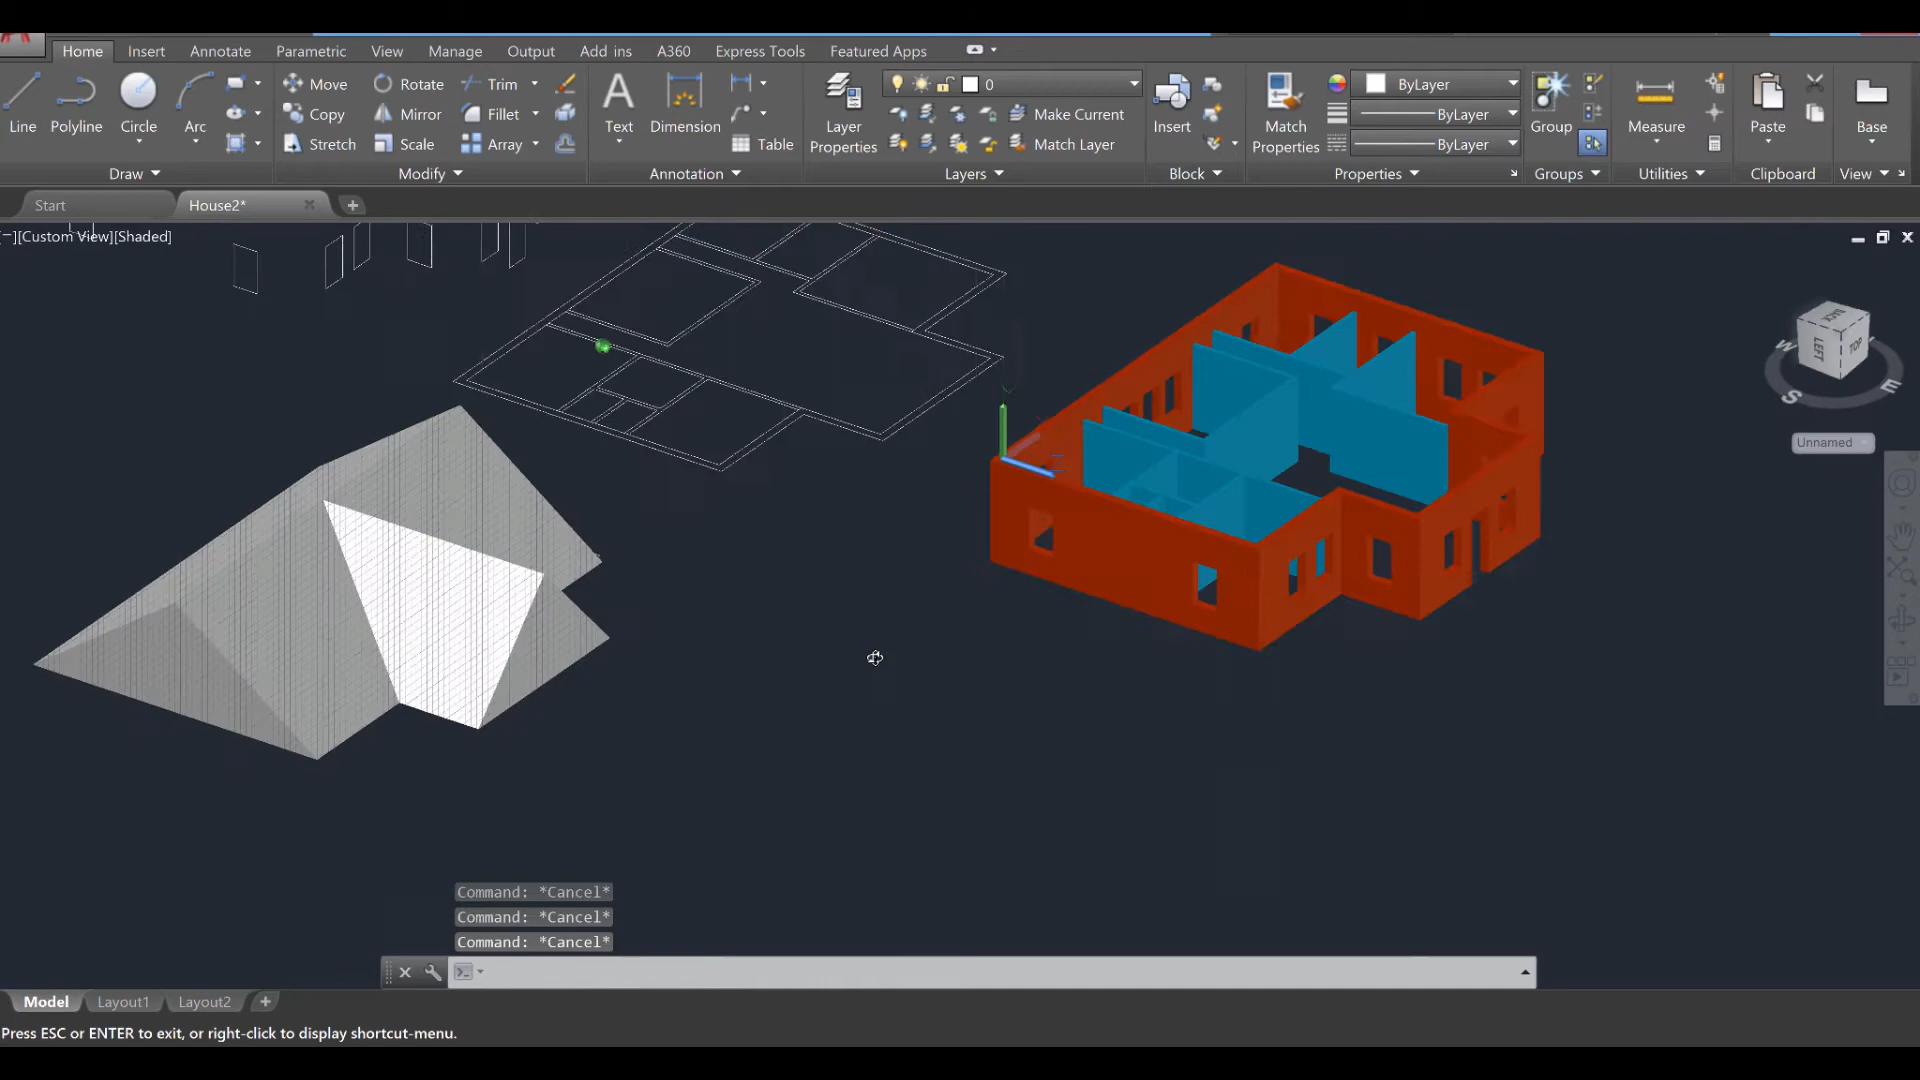 Home Insert Annotate Parametric View Manage Output Add ins A360 Express Tools Featured Apps
Move Rotate Trim 0 ByLayer
Copy Mirror Fillet Make Current ByLayer
Line Polyline Circle Arc Text Dimension Layer Properties Insert Match Properties Group Measure Paste Base
Stretch Scale Array Table Match Layer ByLayer
Draw Modify Annotation Layers Block Properties Groups Utilities Clipboard View
Start House2*
[−][Custom View][Shaded]
BACK
LEFT TOP
W
S E
Unnamed
Command: *Cancel*
Command: *Cancel*
Command: *Cancel*
Model Layout1 Layout2
Press ESC or ENTER to exit, or right-click to display shortcut-menu.